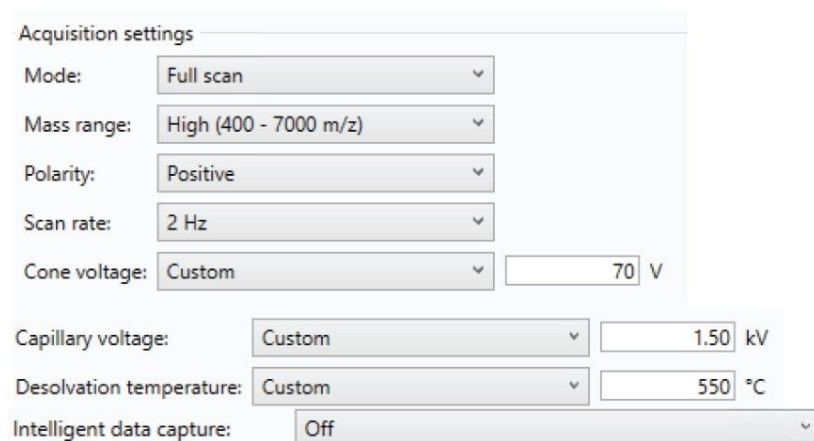 Acquisition settings
Mode: Full scan
Mass range: High (400 - 7000 m/z)
Polarity: Positive
Scan rate: 2 Hz
Cone voltage: Custom 70 V
Capillary voltage: Custom 1.50 kV
Desolvation temperature: Custom 550 °C
Intelligent data capture: Off